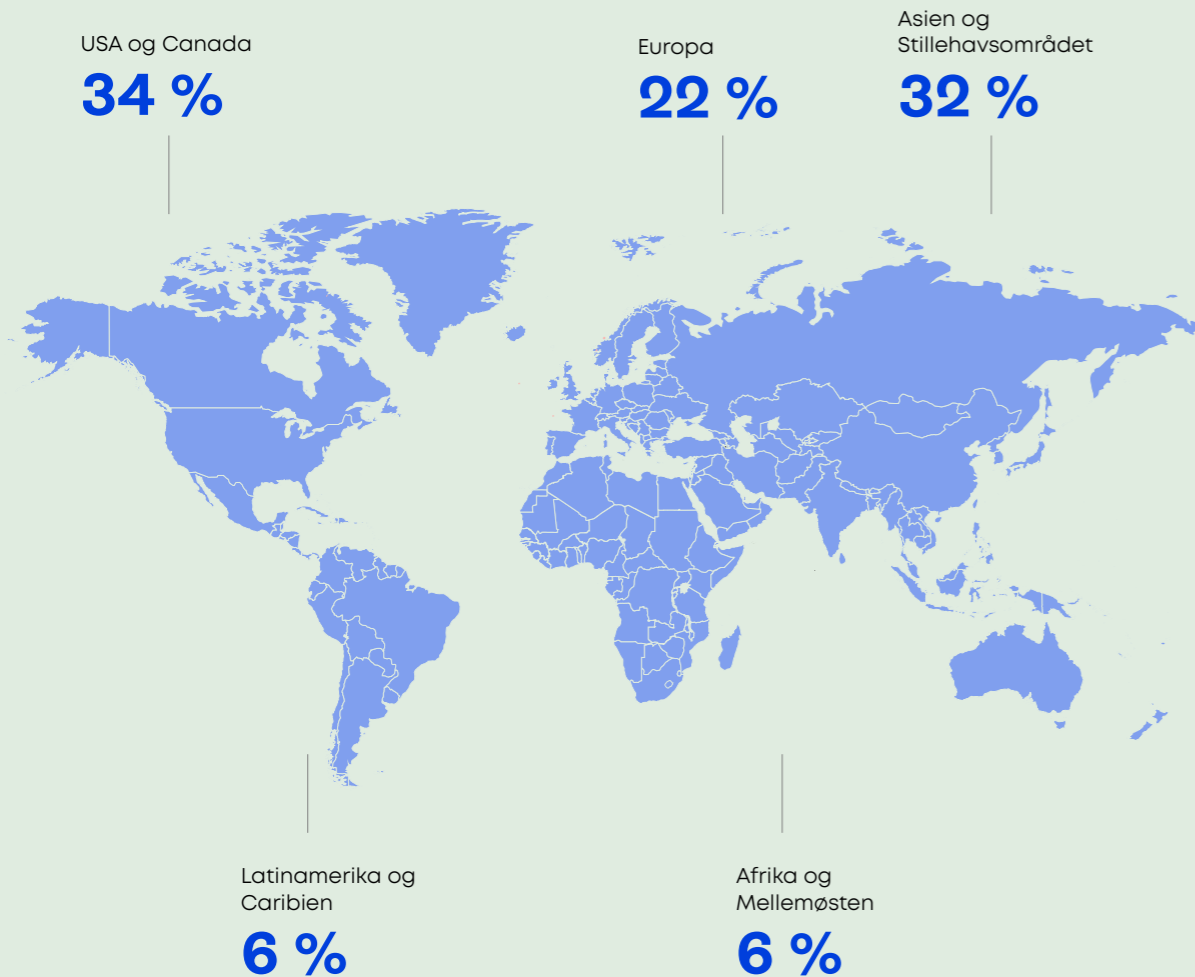 USA og Canada
34 %
Europa
22 %
Asien og
Stillehavsområdet
32 %
Latinamerika og
Caribien
6 %
Afrika og
Mellemøsten
6 %